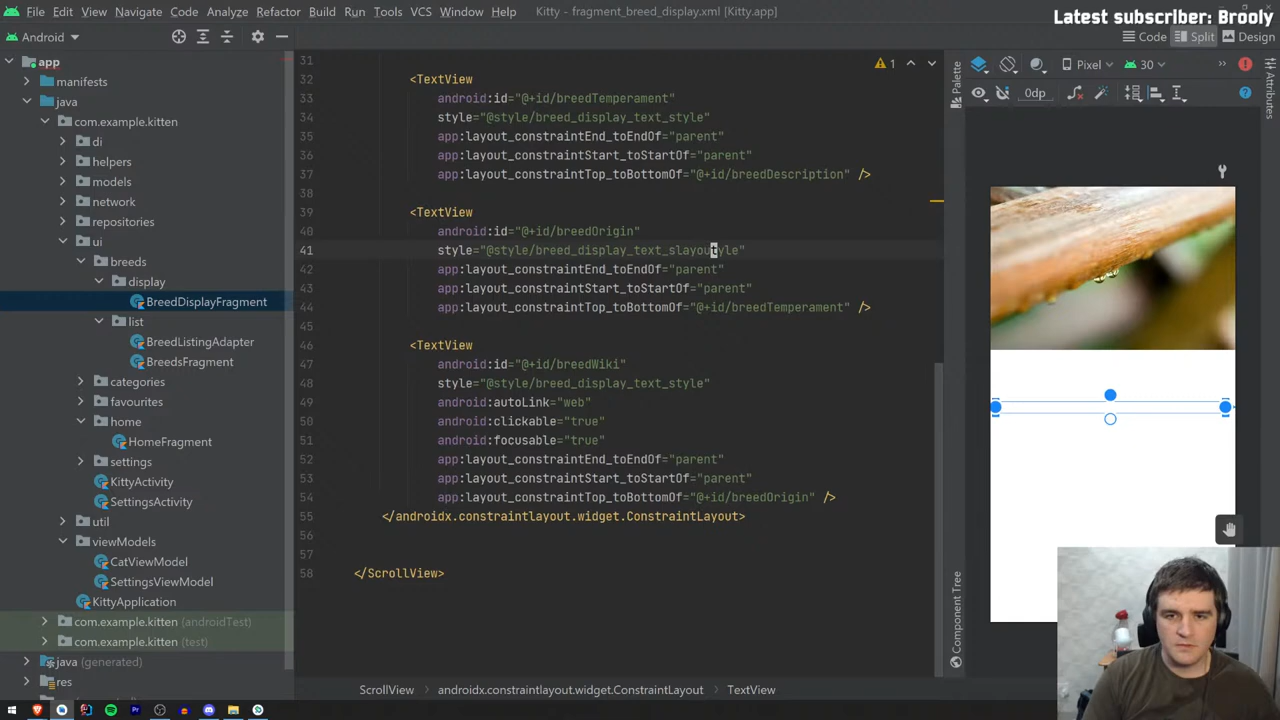 File Edit View Navigate Code Analyze Refactor Build Run Tools VCS Window Help Kitty - fragment_breed_display.xml [Kitty.app]
Latest subscriber: Brooly
Android
Code Split Design
app
manifests
java
com.example.kitten
di
helpers
models
network
repositories
ui
breeds
display
BreedDisplayFragment
list
BreedListingAdapter
BreedsFragment
categories
favourites
home
HomeFragment
settings
KittyActivity
SettingsActivity
util
viewModels
CatViewModel
SettingsViewModel
KittyApplication
com.example.kitten (androidTest)
com.example.kitten (test)
java (generated)
res
1
31
32 <TextView
33 android:id="@+id/breedTemperament"
34 style="@style/breed_display_text_style"
35 app:layout_constraintEnd_toEndOf="parent"
36 app:layout_constraintStart_toStartOf="parent"
37 app:layout_constraintTop_toBottomOf="@+id/breedDescription" />
38
39 <TextView
40 android:id="@+id/breedOrigin"
41 style="@style/breed_display_text_slayoutyle"
42 app:layout_constraintEnd_toEndOf="parent"
43 app:layout_constraintStart_toStartOf="parent"
44 app:layout_constraintTop_toBottomOf="@+id/breedTemperament" />
45
46 <TextView
47 android:id="@+id/breedWiki"
48 style="@style/breed_display_text_style"
49 android:autoLink="web"
50 android:clickable="true"
51 android:focusable="true"
52 app:layout_constraintEnd_toEndOf="parent"
53 app:layout_constraintStart_toStartOf="parent"
54 app:layout_constraintTop_toBottomOf="@+id/breedOrigin" />
55 </androidx.constraintlayout.widget.ConstraintLayout>
56
57
58 </ScrollView>
ScrollView androidx.constraintlayout.widget.ConstraintLayout TextView
Palette
Component Tree
Pixel 30
0dp
Attributes